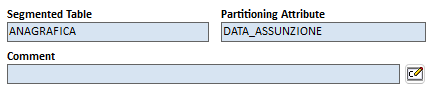 Segmented Table Partitioning Attribute
ANAGRAFICA DATA_ASSUNZIONE
Comment